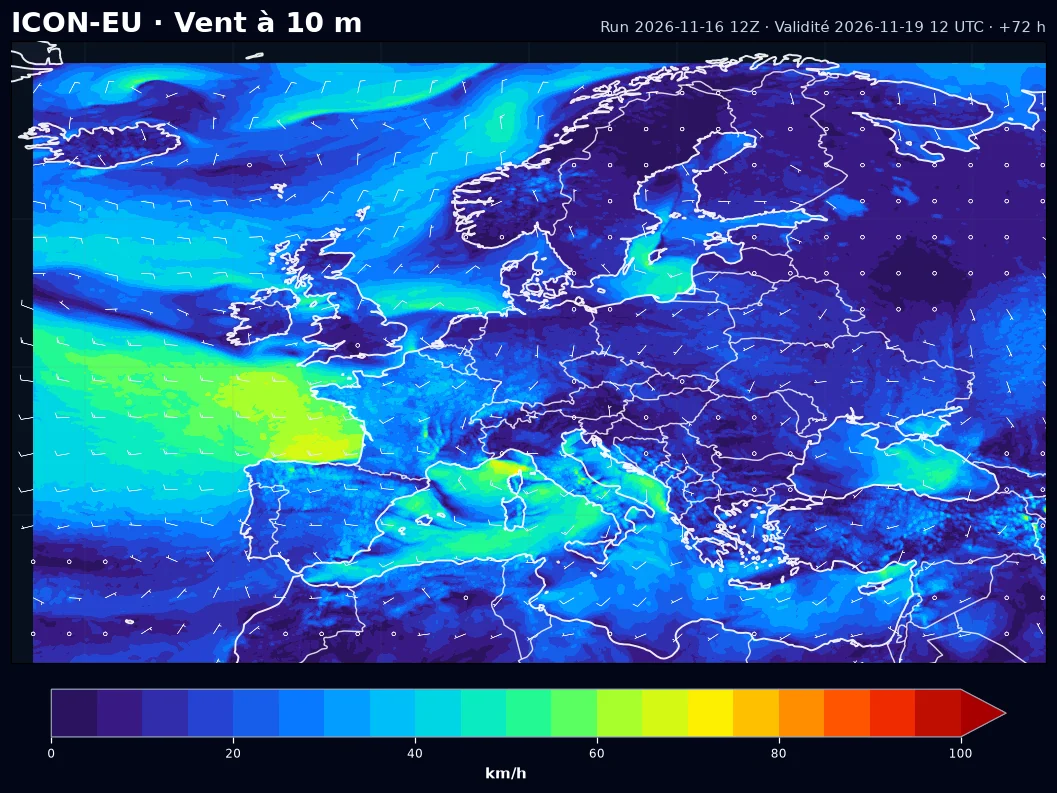 ICON-EU · Vent à 10 m
Run 2026-11-16 12Z · Validité 2026-11-19 12 UTC · +72 h
0 20 40 60 80 100
km/h